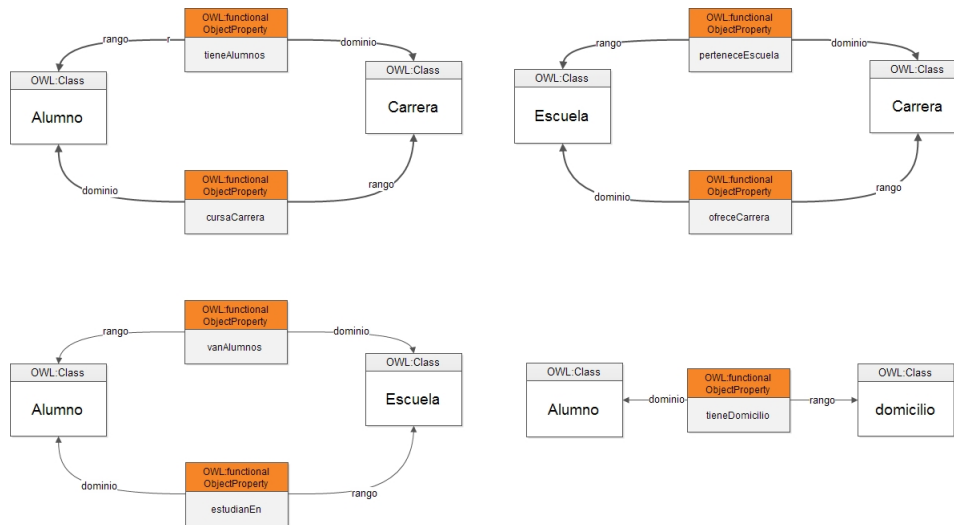 OWL:functional
ObjectProperty
tieneAlumnos
rango
r
dominio
OWL:Class
Alumno
OWL:Class
Carrera
dominio
rango
OWL:functional
ObjectProperty
cursaCarrera
OWL:functional
ObjectProperty
perteneceEscuela
rango
dominio
OWL:Class
Escuela
OWL:Class
Carrera
dominio
rango
OWL:functional
ObjectProperty
ofreceCarrera
OWL:functional
ObjectProperty
vanAlumnos
rango
dominio
OWL:Class
Alumno
OWL:Class
Escuela
dominio
rango
OWL:functional
ObjectProperty
estudianEn
OWL:Class
Alumno
dominio
OWL:functional
ObjectProperty
tieneDomicilio
rango
OWL:Class
domicilio